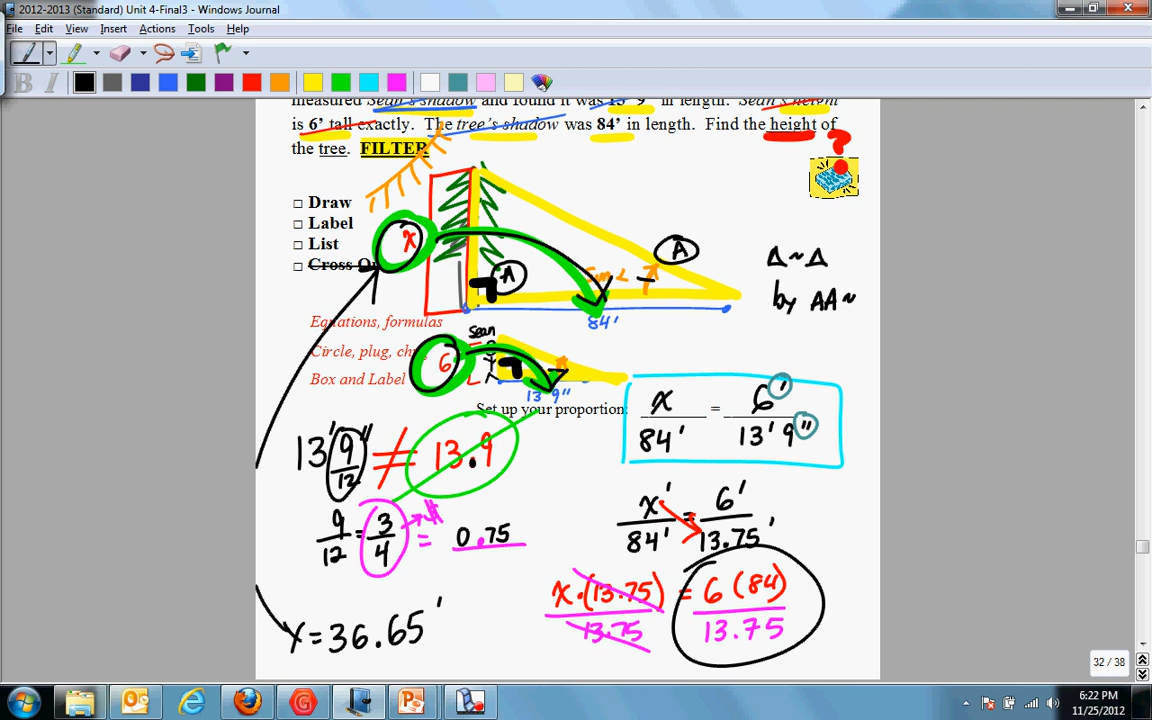 2012-2013 (Standard) Unit 4-Final3 - Windows Journal
File Edit View Insert Actions Tools Help
B I
measured Sean's shadow and found it was 13' 9" in length. Sean's height
is 6' tall exactly. The tree's shadow was 84' in length. Find the height of
the tree. FILTER
?
□ Draw
□ Label
□ List
□ Cross Ou
x
A
A
Sun L
84'
Δ ~ Δ
by AA~
Equations, formulas
Circle, plug, chu
Box and Label
Sean
6
13' 9"
Set up your proportion:
x = 6'
84' 13' 9"
13' 9" ≠ 13.9
12
9/12 = 3/4 = 0.75
x' = 6'
84' 13.75'
x·(13.75) = 6 (84)
13.75 13.75
x = 36.65'
32 / 38
6:22 PM
11/25/2012